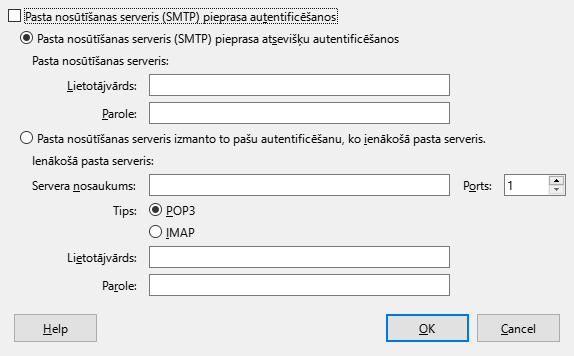 Pasta nosūtīšanas serveris (SMTP) pieprasa autentificēšanos
Pasta nosūtīšanas serveris (SMTP) pieprasa atsevišķu autentificēšanos
Pasta nosūtīšanas serveris:
Lietotājvārds:
Parole:
Pasta nosūtīšanas serveris izmanto to pašu autentificēšanu, ko ienākošā pasta serveris.
Ienākošā pasta serveris:
Servera nosaukums:
Ports: 1
Tips: POP3
IMAP
Lietotājvārds:
Parole:
Help OK Cancel